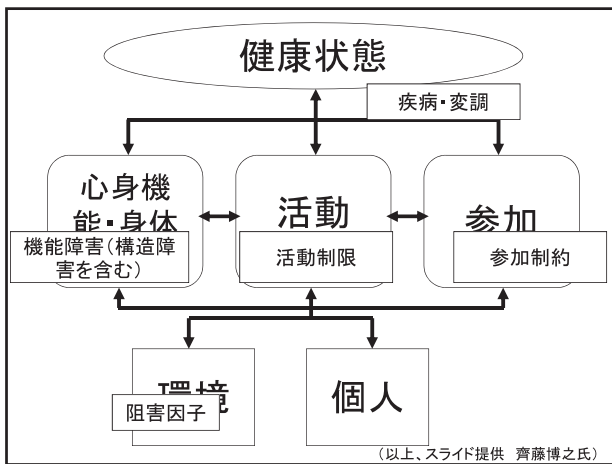 健康状態
疾病・変調
心身機
能・身体
機能障害(構造障
害を含む)
活動
活動制限
参加
参加制約
環境
阻害因子
個人
(以上、スライド提供 齊藤博之氏)